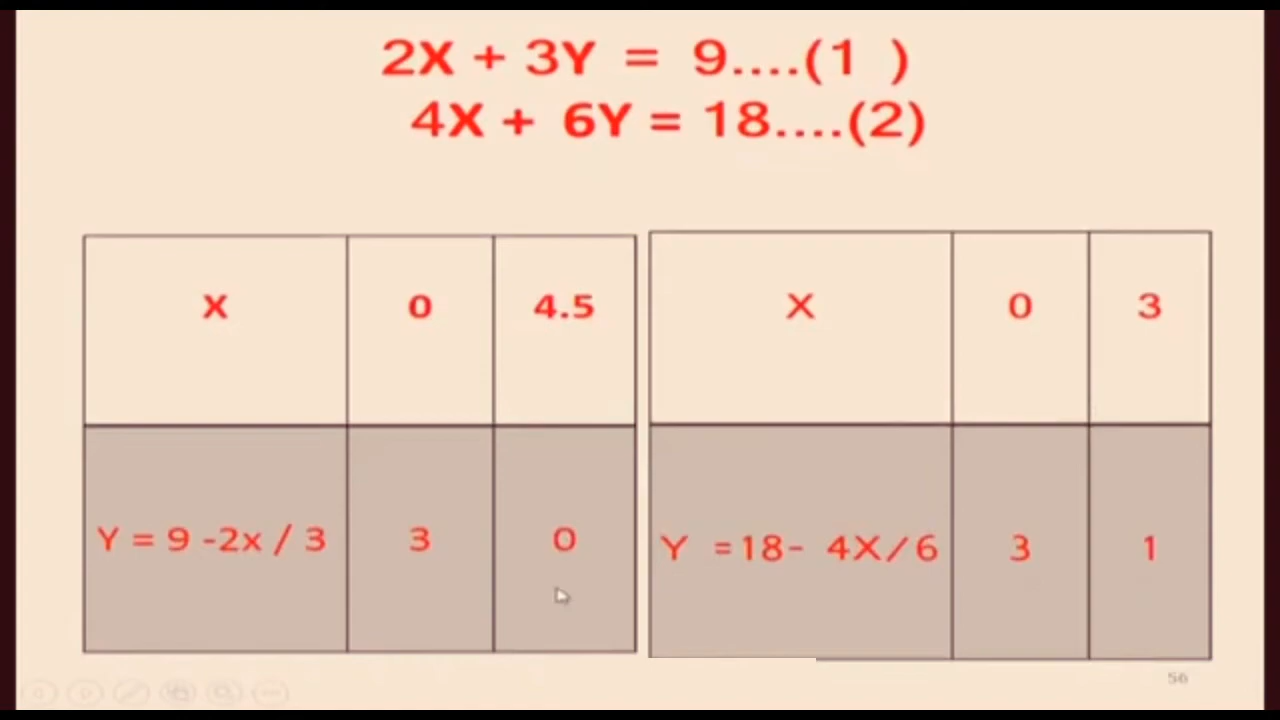 2X + 3Y = 9....(1 )
4X + 6Y = 18....(2)
X 0 4.5
Y = 9 -2x / 3 3 0
X 0 3
Y =18- 4X/6 3 1
56